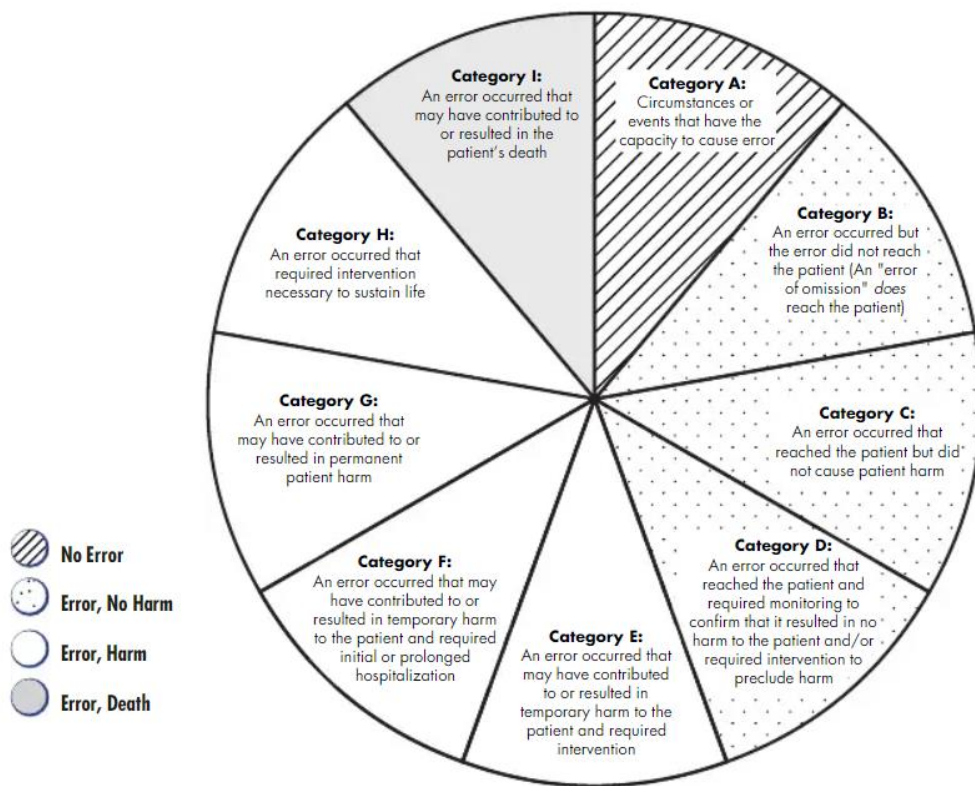 Category I:
An error occurred that
may have contributed to
or resulted in the
patient's death
Category A:
Circumstances or
events that have the
capacity to cause error
Category B:
An error occurred but
the error did not reach
the patient (An "error
of omission" does
reach the patient)
Category C:
An error occurred that
reached the patient but did
not cause patient harm
Category D:
An error occurred that
reached the patient and
required monitoring to
confirm that it resulted in no
harm to the patient and/or
required intervention to
preclude harm
Category E:
An error occurred that
may have contributed
to or resulted in
temporary harm to the
patient and required
intervention
Category F:
An error occurred that may
have contributed to or
resulted in temporary harm
to the patient and required
initial or prolonged
hospitalization
Category G:
An error occurred that
may have contributed to or
resulted in permanent
patient harm
Category H:
An error occurred that
required intervention
necessary to sustain life
No Error
Error, No Harm
Error, Harm
Error, Death